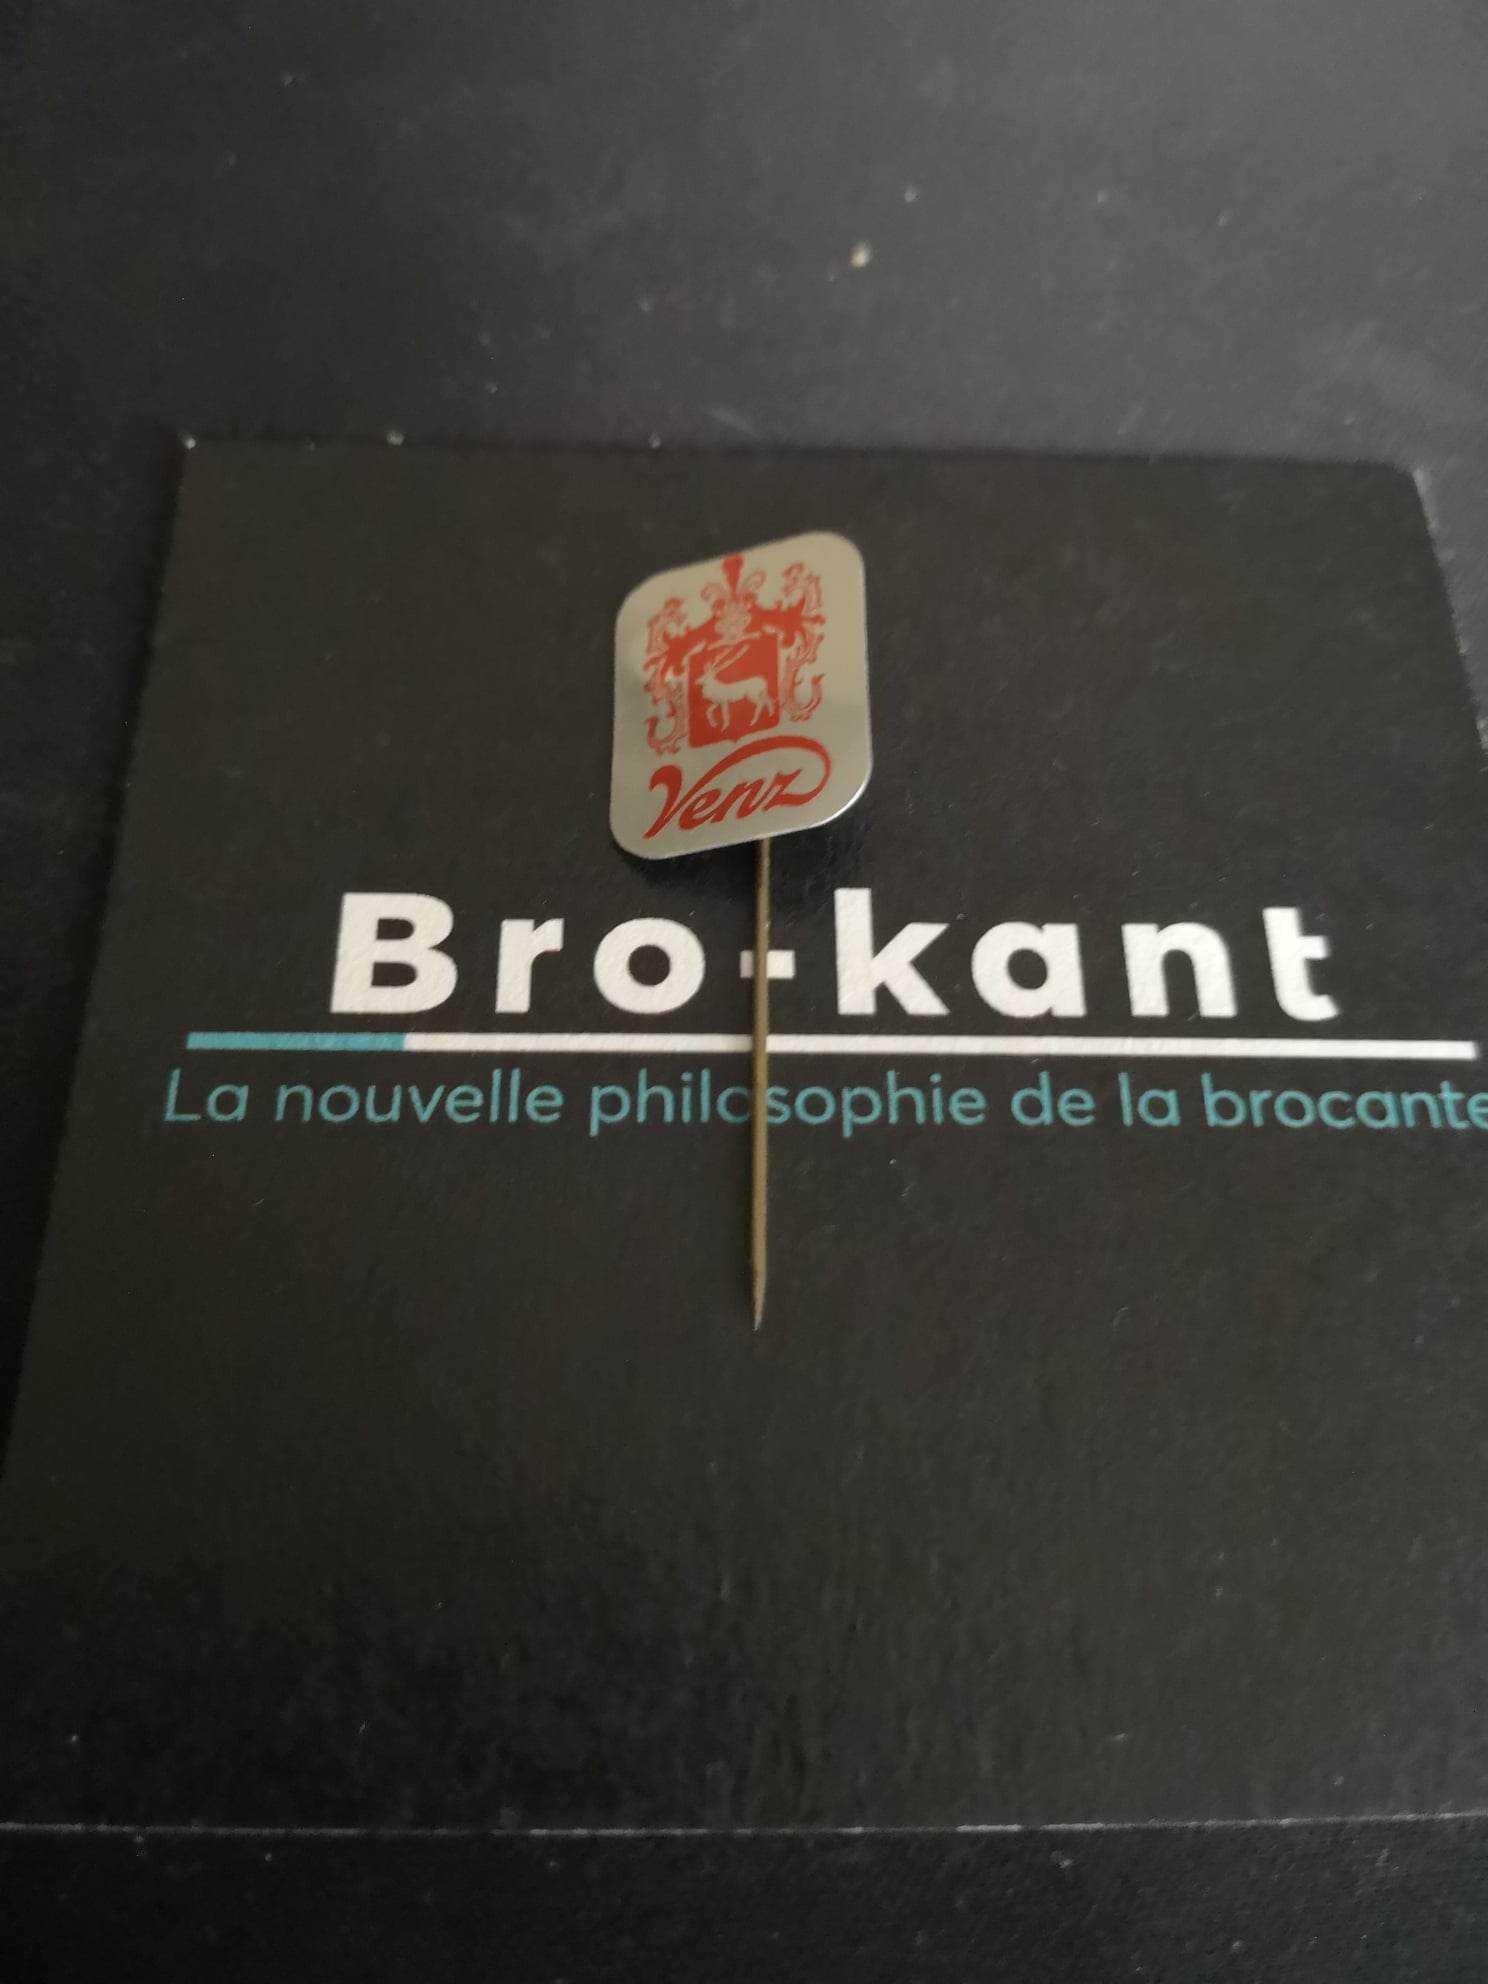 Venz
Bro-kant
La nouvelle philosophie de la brocante